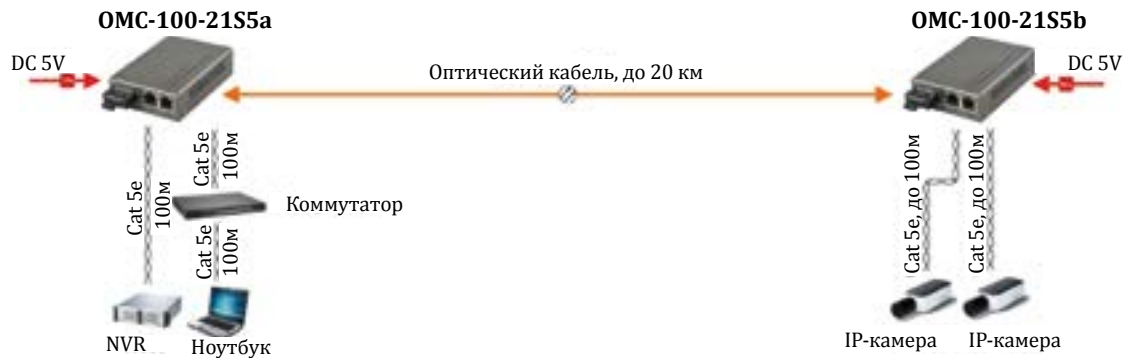 OMC-100-21S5a
OMC-100-21S5b
DC 5V
Оптический кабель, до 20 км
DC 5V
Cat 5e
100м
Cat 5e
100м
Cat 5e, до 100м
Cat 5e, до 100м
Коммутатор
Cat 5e
100м
NVR
Ноутбук
IP-камера
IP-камера